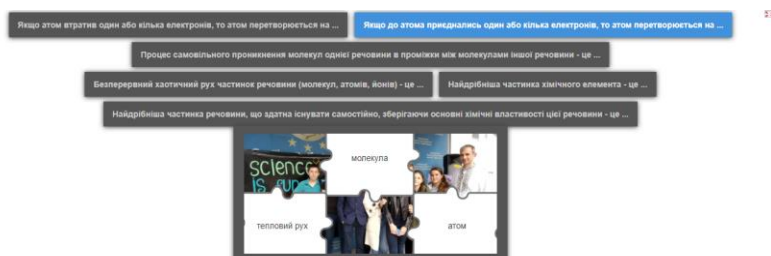 Якщо атом втратив один або кілька електронів, то атом перетворюється на ...
Якщо до атома приєднались один або кілька електронів, то атом перетворюється на ...
Процес самовільного проникнення молекул однієї речовини в проміжки між молекулами іншої речовини - це ...
Безперервний хаотичний рух частинок речовини (молекул, атомів, йонів) - це ...
Найдрібніша частинка хімічного елемента - це ...
Найдрібніша частинка речовини, що здатна існувати самостійно, зберігаючи основні хімічні властивості цієї речовини - це ...
science
is
молекула
тепловий рух
атом